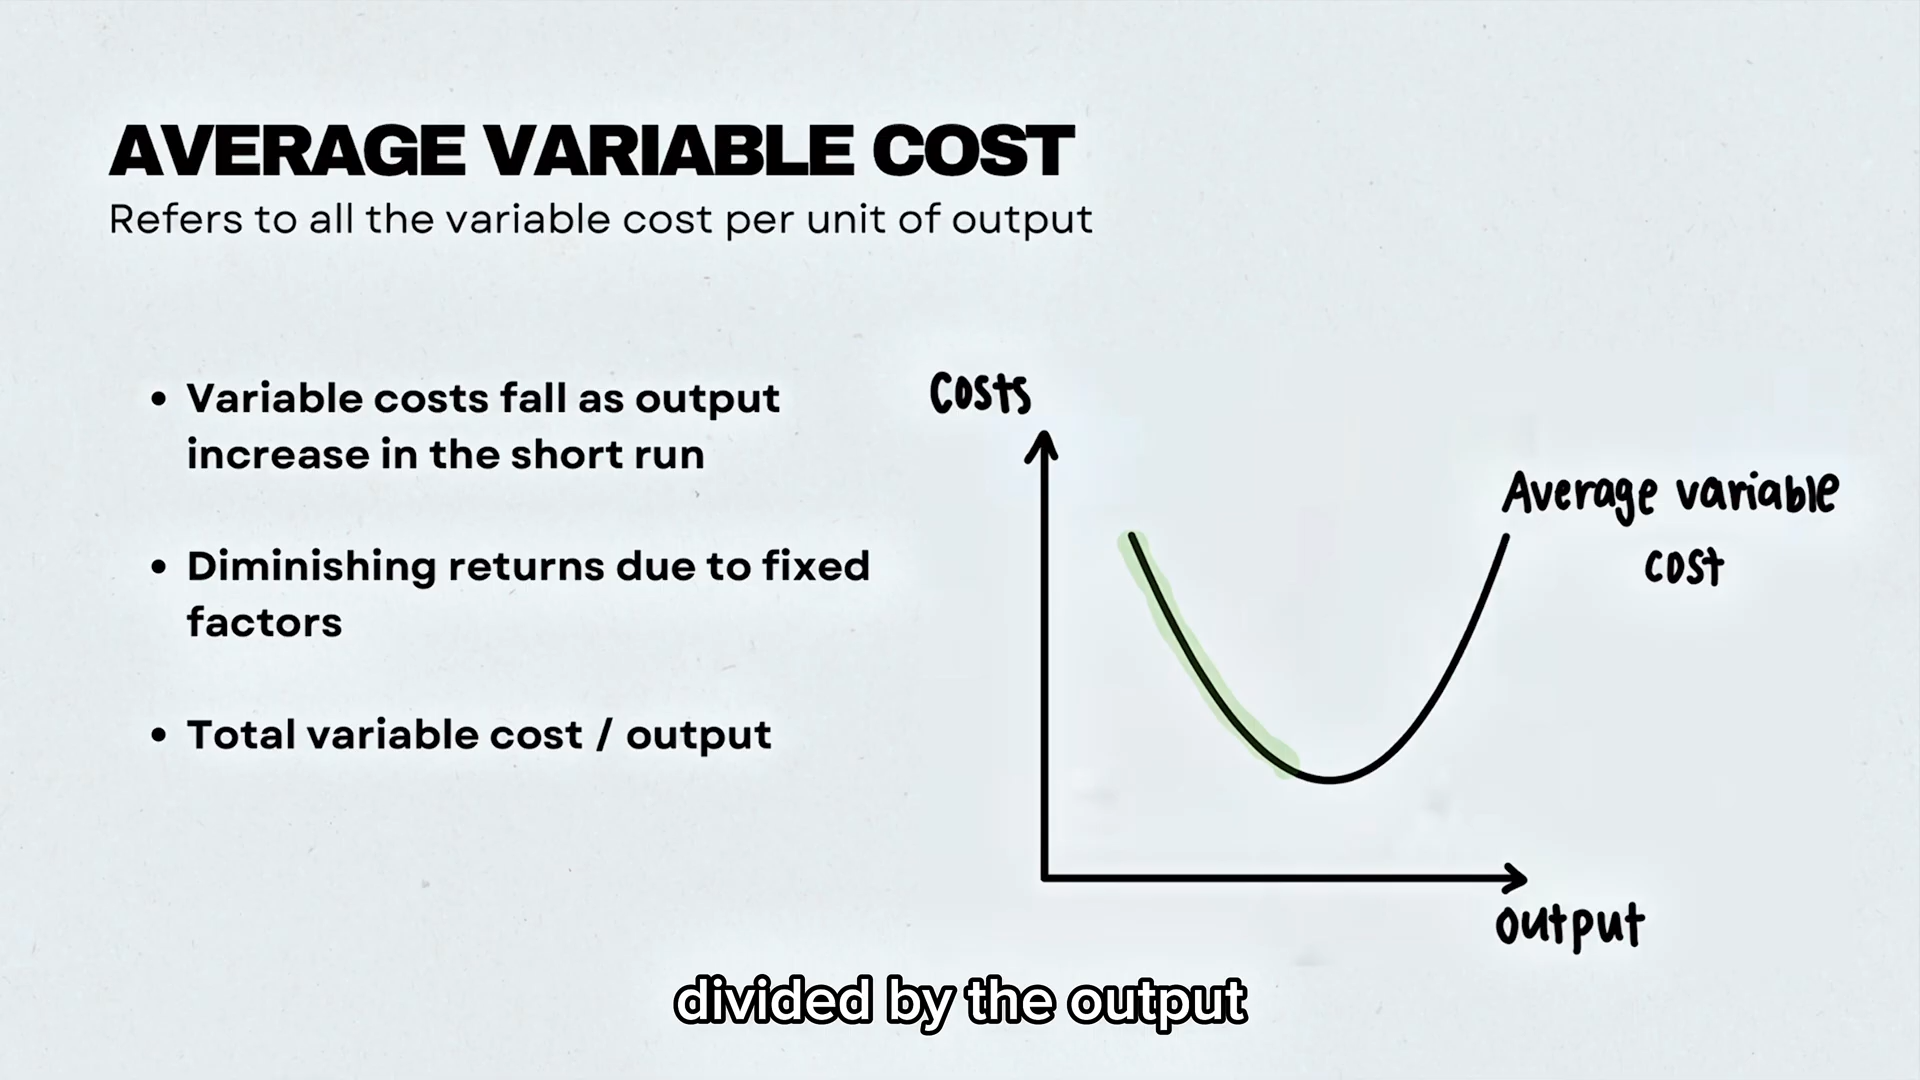 AVERAGE VARIABLE COST
Refers to all the variable cost per unit of output
• Variable costs fall as output
increase in the short run
• Diminishing returns due to fixed
factors
• Total variable cost / output
Costs
Average variable
cost
output
divided by the output